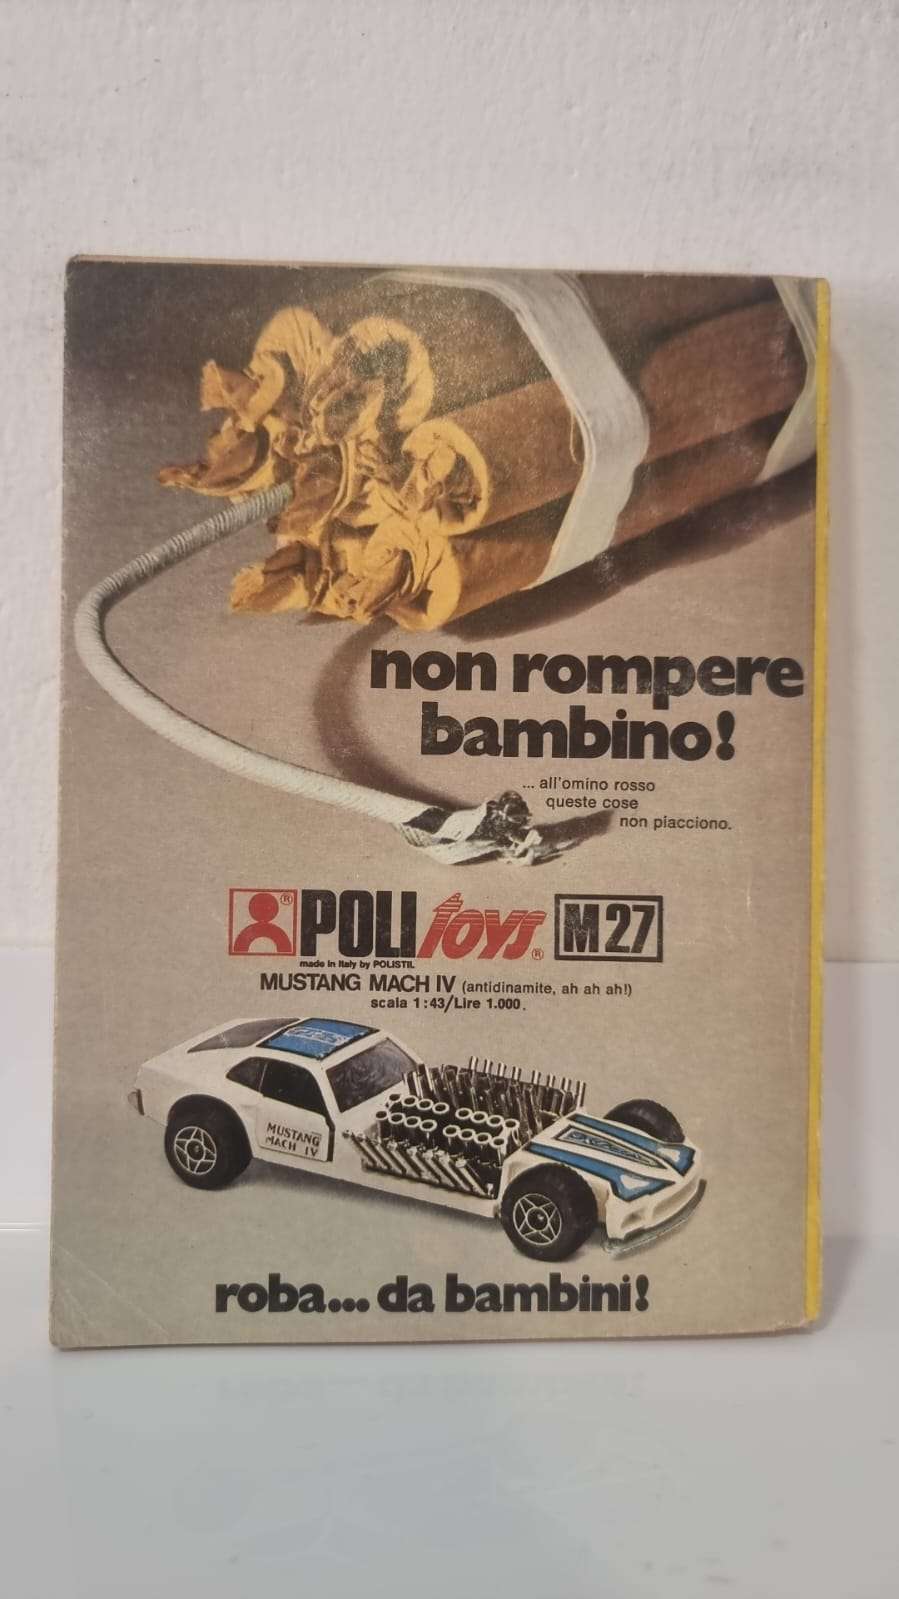 non rompere
bambino!
... all'omino rosso
queste cose
non piacciono.
® POLITOYS® M27
made in Italy by POLISTIL
MUSTANG MACH IV (antidinamite, ah ah ah!)
scala 1:43/Lire 1.000.
MUSTANG
MACH IV
roba... da bambini!